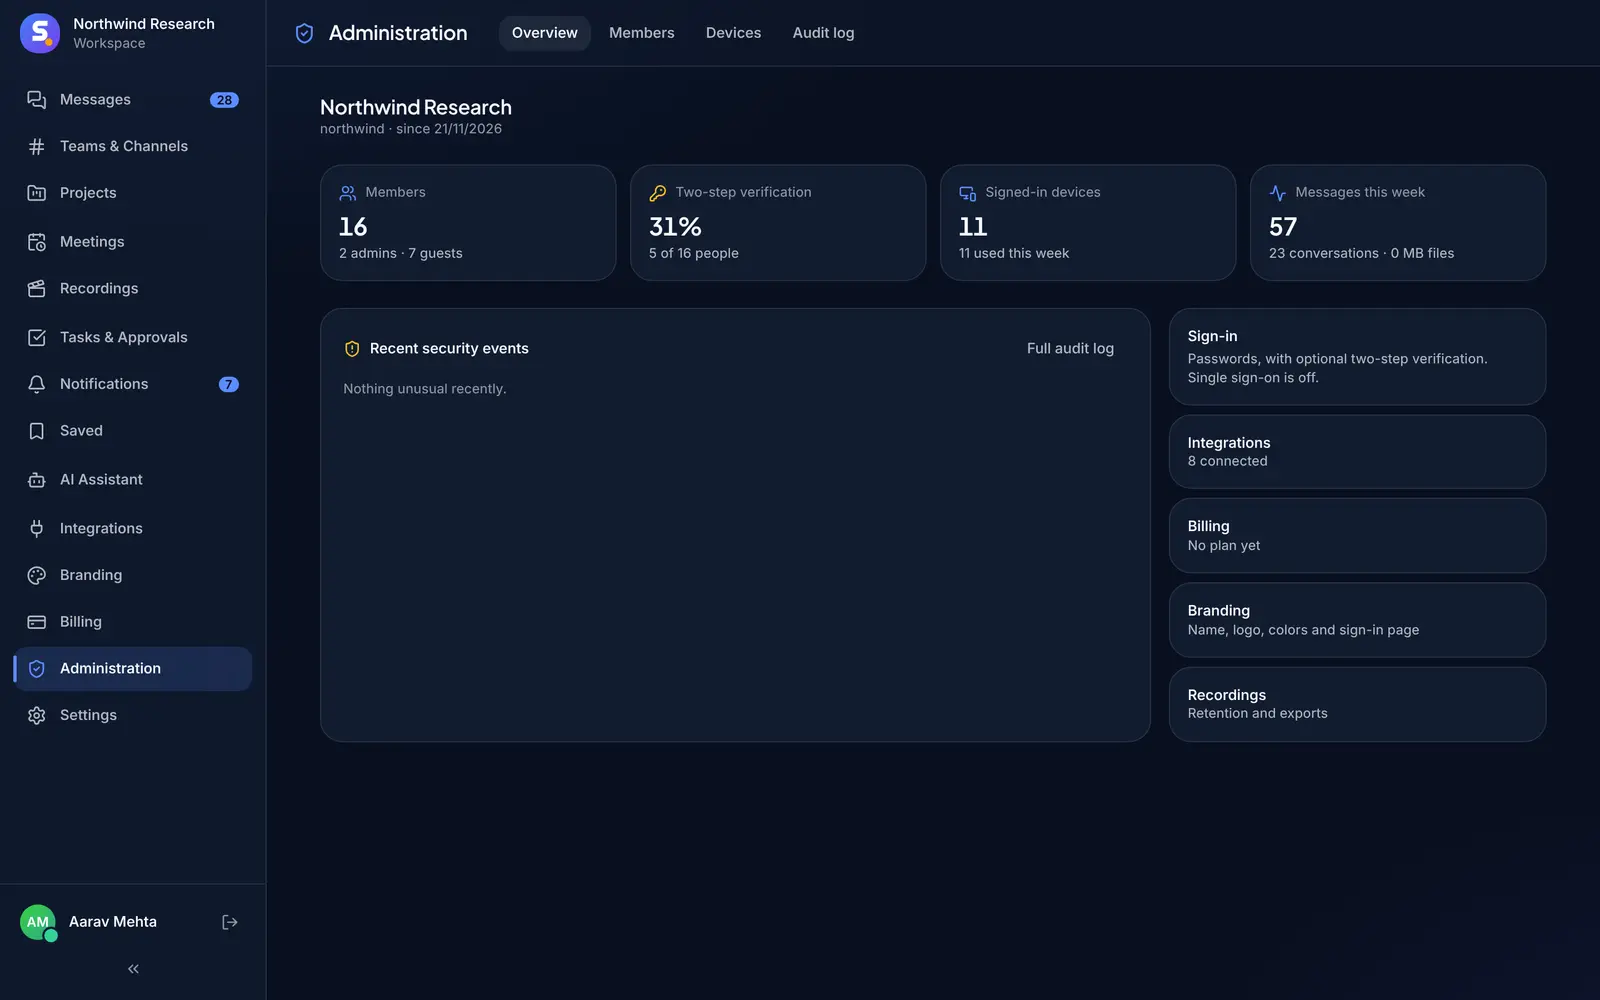 S.
Northwind Research
Workspace
Messages 28
Teams & Channels
Projects
Meetings
Recordings
Tasks & Approvals
Notifications 7
Saved
AI Assistant
Integrations
Branding
Billing
Administration
Settings
AM Aarav Mehta
Administration Overview Members Devices Audit log
Northwind Research
northwind · since 21/11/2026
Members
16
2 admins · 7 guests
Two-step verification
31%
5 of 16 people
Signed-in devices
11
11 used this week
Messages this week
57
23 conversations · 0 MB files
Recent security events Full audit log
Nothing unusual recently.
Sign-in
Passwords, with optional two-step verification.
Single sign-on is off.
Integrations
8 connected
Billing
No plan yet
Branding
Name, logo, colors and sign-in page
Recordings
Retention and exports